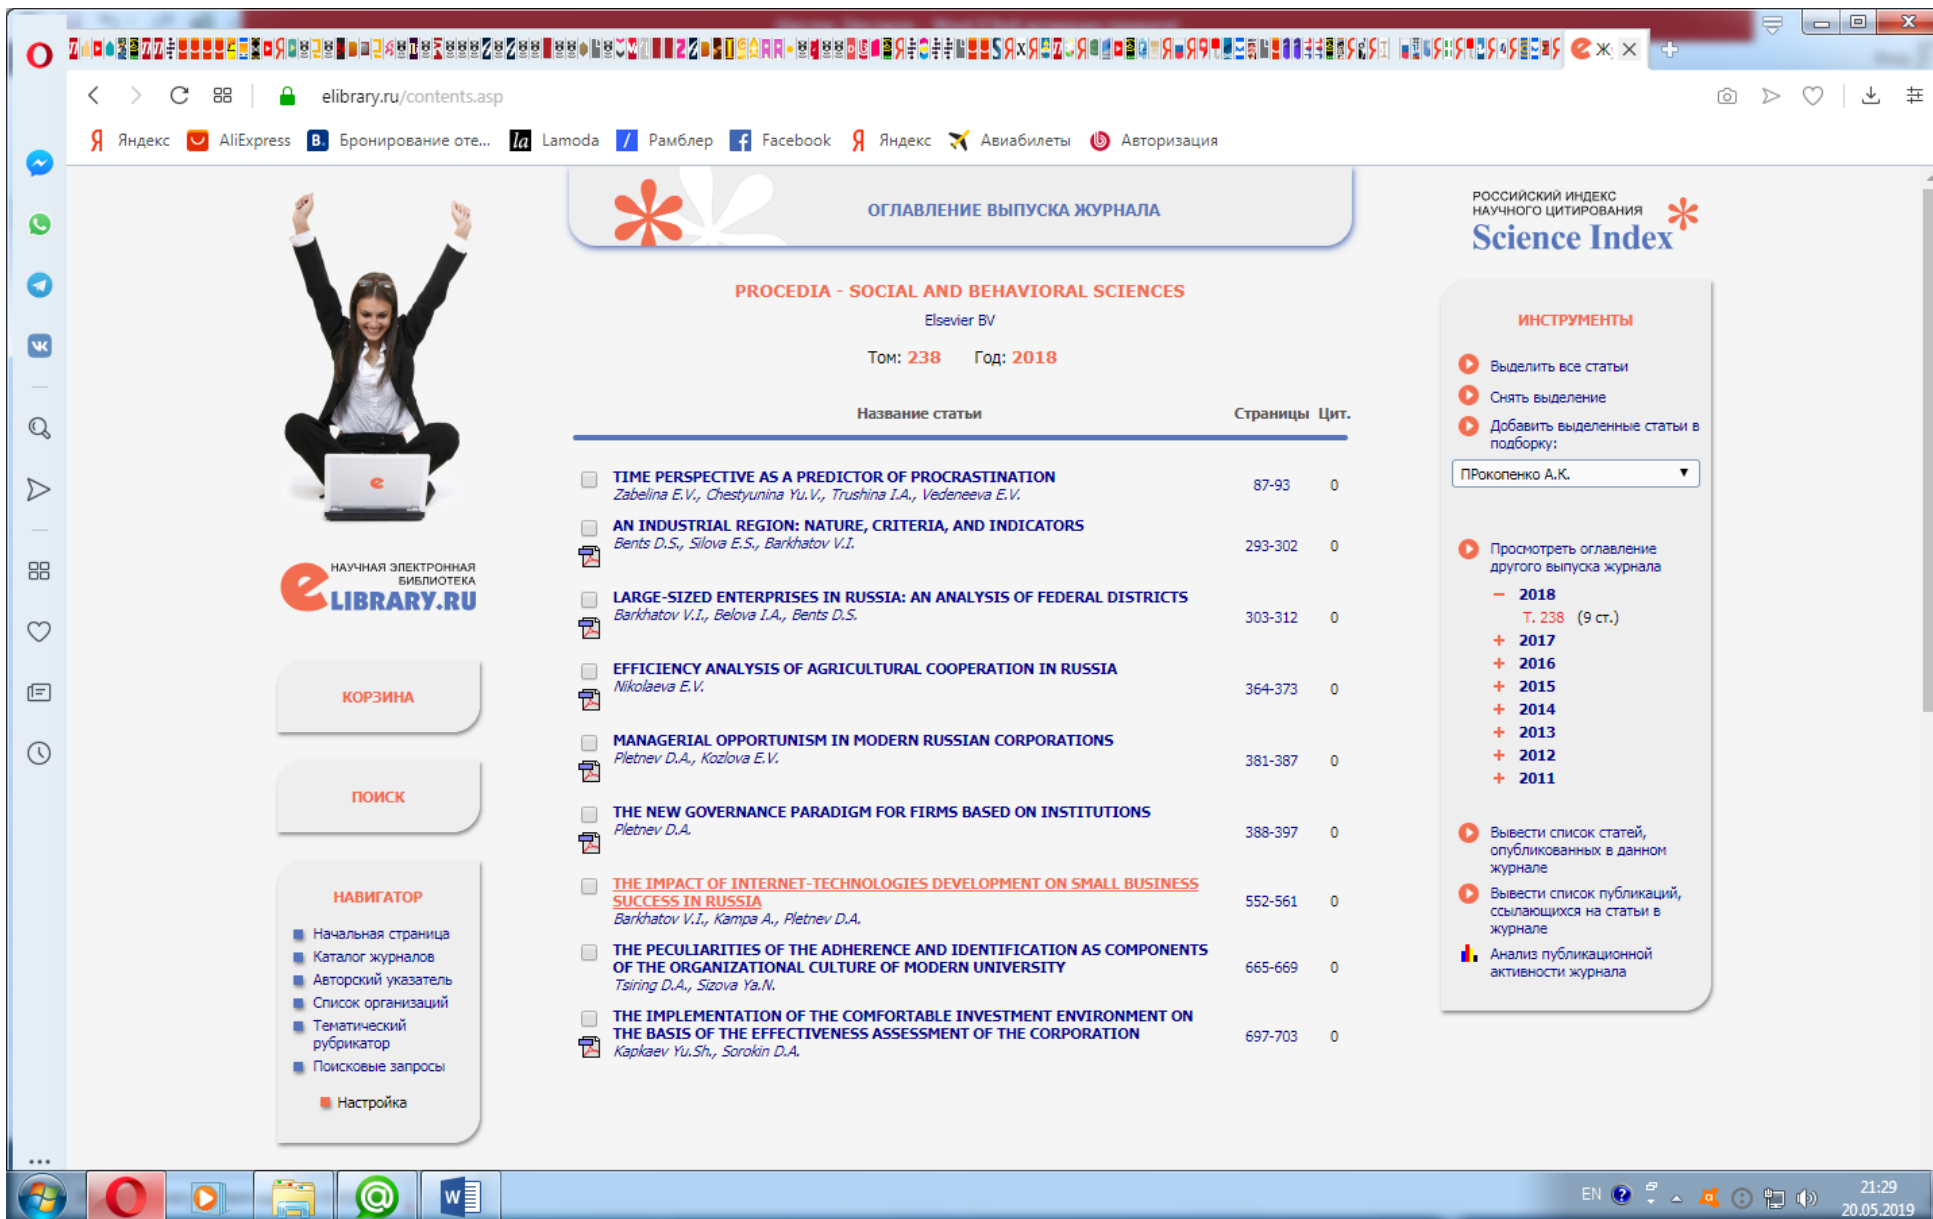 Ж
elibrary.ru/contents.asp
Яндекс
AliExpress
B. Бронирование оте...
la Lamoda
Рамблер
Facebook
Яндекс
Авиабилеты
Авторизация
ОГЛАВЛЕНИЕ ВЫПУСКА ЖУРНАЛА
PROCEDIA - SOCIAL AND BEHAVIORAL SCIENCES
Elsevier BV
Том: 238 Год: 2018
Название статьи Страницы Цит.
TIME PERSPECTIVE AS A PREDICTOR OF PROCRASTINATION
Zabelina E.V., Chestyunina Yu.V., Trushina I.A., Vedeneeva E.V.
87-93 0
AN INDUSTRIAL REGION: NATURE, CRITERIA, AND INDICATORS
Bents D.S., Silova E.S., Barkhatov V.I.
293-302 0
LARGE-SIZED ENTERPRISES IN RUSSIA: AN ANALYSIS OF FEDERAL DISTRICTS
Barkhatov V.I., Belova I.A., Bents D.S.
303-312 0
EFFICIENCY ANALYSIS OF AGRICULTURAL COOPERATION IN RUSSIA
Nikolaeva E.V.
364-373 0
MANAGERIAL OPPORTUNISM IN MODERN RUSSIAN CORPORATIONS
Pletnev D.A., Kozlova E.V.
381-387 0
THE NEW GOVERNANCE PARADIGM FOR FIRMS BASED ON INSTITUTIONS
Pletnev D.A.
388-397 0
THE IMPACT OF INTERNET-TECHNOLOGIES DEVELOPMENT ON SMALL BUSINESS
SUCCESS IN RUSSIA
Barkhatov V.I., Kampa A., Pletnev D.A.
552-561 0
THE PECULIARITIES OF THE ADHERENCE AND IDENTIFICATION AS COMPONENTS
OF THE ORGANIZATIONAL CULTURE OF MODERN UNIVERSITY
Tsiring D.A., Sizova Ya.N.
665-669 0
THE IMPLEMENTATION OF THE COMFORTABLE INVESTMENT ENVIRONMENT ON
THE BASIS OF THE EFFECTIVENESS ASSESSMENT OF THE CORPORATION
Kapkaev Yu.Sh., Sorokin D.A.
697-703 0
НАУЧНАЯ ЭЛЕКТРОННАЯ
БИБЛИОТЕКА
eLIBRARY.RU
КОРЗИНА
ПОИСК
НАВИГАТОР
Начальная страница
Каталог журналов
Авторский указатель
Список организаций
Тематический
рубрикатор
Поисковые запросы
Настройка
РОССИЙСКИЙ ИНДЕКС
НАУЧНОГО ЦИТИРОВАНИЯ
Science Index
ИНСТРУМЕНТЫ
Выделить все статьи
Снять выделение
Добавить выделенные статьи в
подборку:
ПРокопенко А.К.
Просмотреть оглавление
другого выпуска журнала
− 2018
Т. 238 (9 ст.)
+ 2017
+ 2016
+ 2015
+ 2014
+ 2013
+ 2012
+ 2011
Вывести список статей,
опубликованных в данном
журнале
Вывести список публикаций,
ссылающихся на статьи в
журнале
Анализ публикационной
активности журнала
EN
21:29
20.05.2019